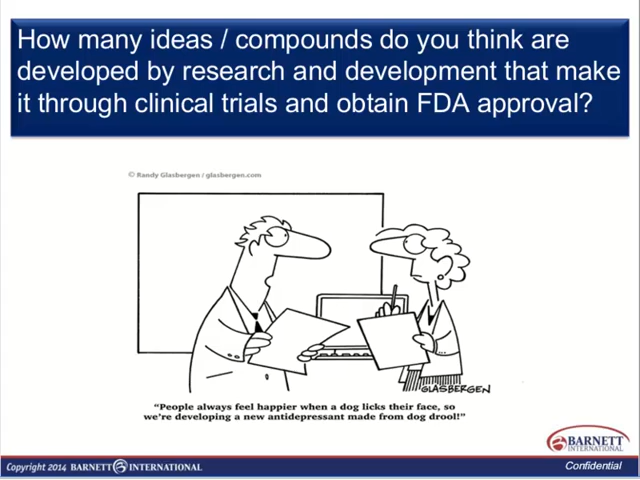 How many ideas / compounds do you think are
developed by research and development that make
it through clinical trials and obtain FDA approval?
© Randy Glasbergen / glasbergen.com
GLASBERGEN
"People always feel happier when a dog licks their face, so
we're developing a new antidepressant made from dog drool!"
BARNETT
INTERNATIONAL
Copyright 2014 BARNETT INTERNATIONAL
Confidential